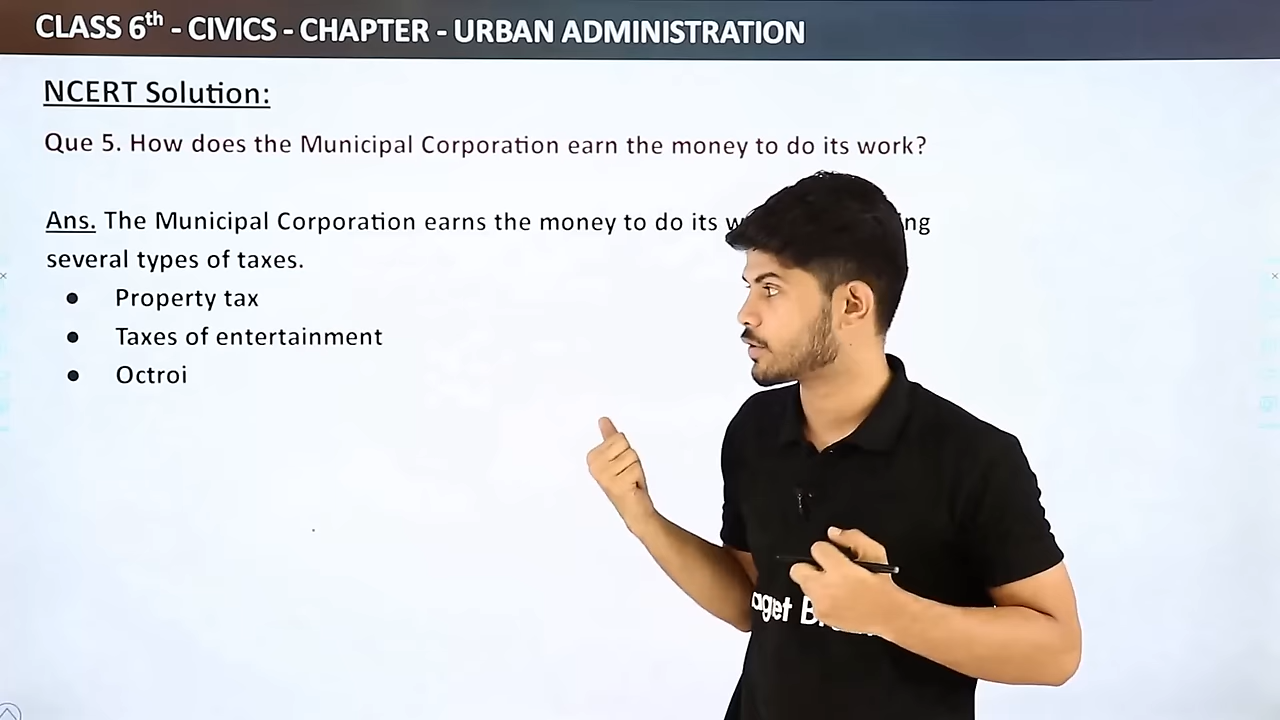 CLASS 6th - CIVICS - CHAPTER - URBAN ADMINISTRATION
NCERT Solution:
Que 5. How does the Municipal Corporation earn the money to do its work?
Ans. The Municipal Corporation earns the money to do its
several types of taxes.
● Property tax
● Taxes of entertainment
● Octroi